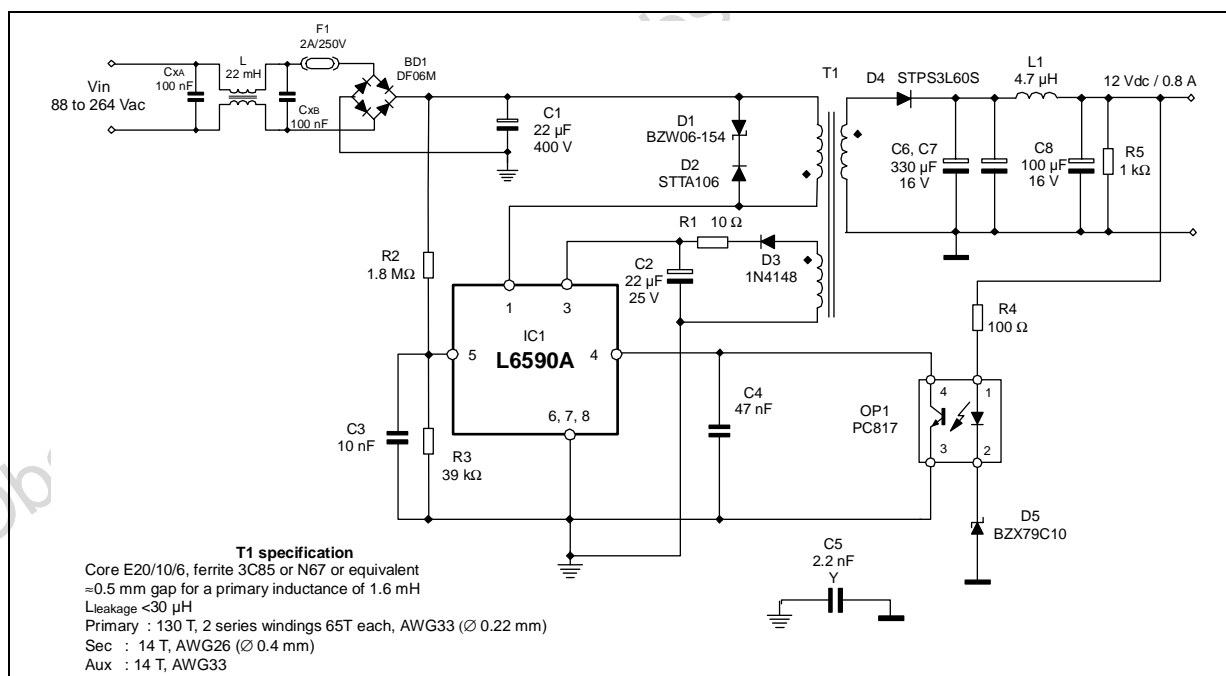 F1
2A/250V
BD1
DF06M
L
22 mH
CXA
100 nF
CXB
100 nF
Vin
88 to 264 Vac
C1
22 µF
400 V
D1
BZW06-154
D2
STTA106
T1
D4 STPS3L60S
L1
4.7 µH
12 Vdc / 0.8 A
C6, C7
330 µF
16 V
C8
100 µF
16 V
R5
1 kΩ
R1 10 Ω
D3
1N4148
C2
22 µF
25 V
R2
1.8 MΩ
1
3
IC1
L6590A
5
4
6, 7, 8
R4
100 Ω
C4
47 nF
OP1
PC817
4
1
3
2
C3
10 nF
R3
39 kΩ
D5
BZX79C10
C5
2.2 nF
Y
T1 specification
Core E20/10/6, ferrite 3C85 or N67 or equivalent
≈0.5 mm gap for a primary inductance of 1.6 mH
Lleakage <30 µH
Primary : 130 T, 2 series windings 65T each, AWG33 (∅ 0.22 mm)
Sec : 14 T, AWG26 (∅ 0.4 mm)
Aux : 14 T, AWG33